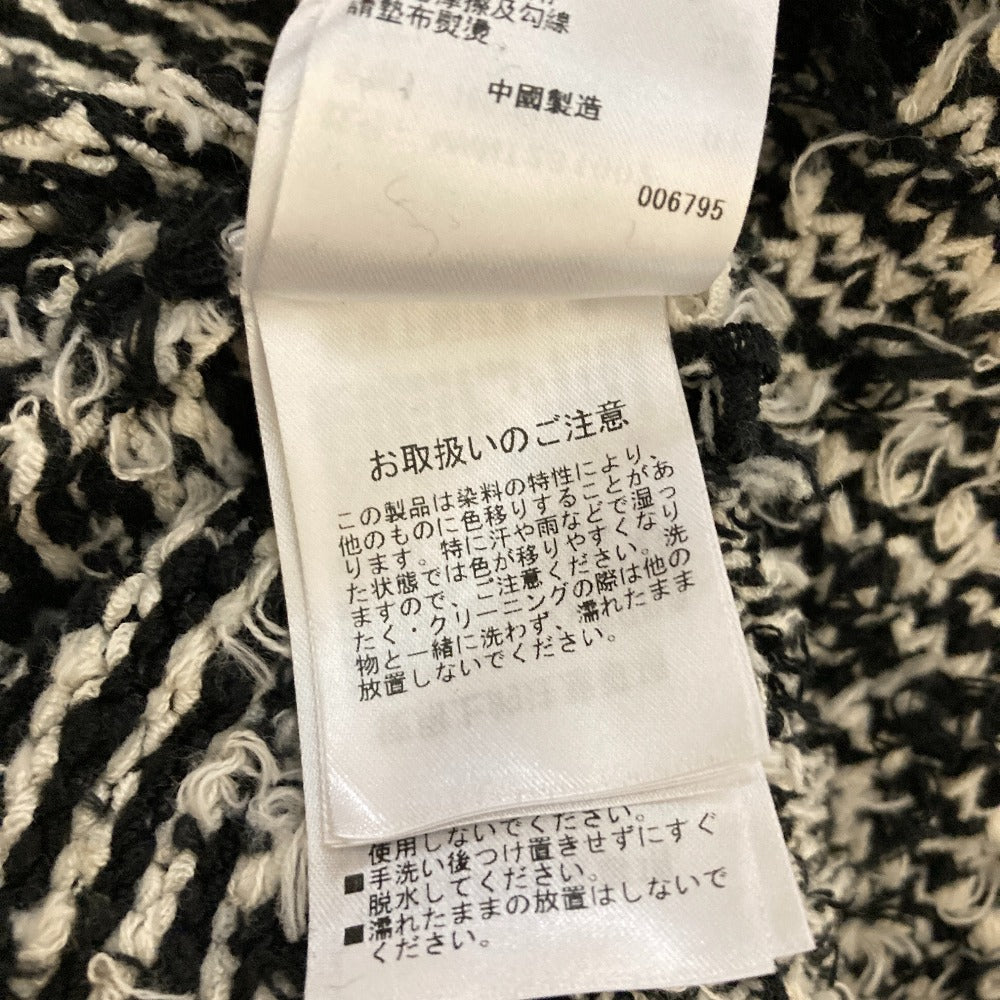 摩擦及勾線
請墊布熨燙
中國製造
006795
お取扱いのご注意
この製品は染料の特性により、
他のものに色移りすることがあ
ります。特に汗や雨などで湿っ
た状態では色が移りやすくなり
ますので、ご注意ください。洗
たく・クリーニングの際は他の
物と一緒に洗わず、濡れたまま
放置しないでください。
使用しないでください。
■手洗い後つけ置きせずにすぐ
脱水してください。
■濡れたままの放置はしないで
ください。